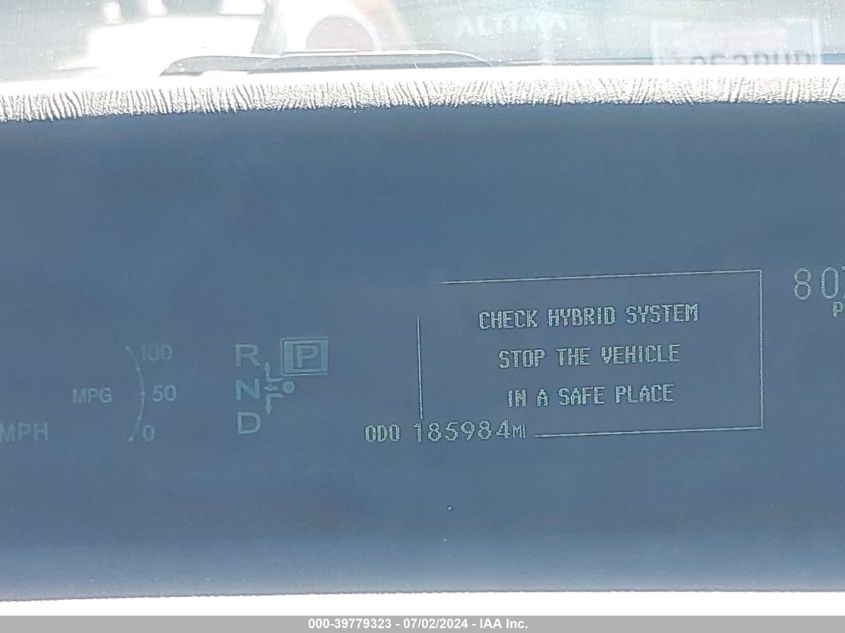 ALTIMA
80
CHECK HYBRID SYSTEM
STOP THE VEHICLE
IN A SAFE PLACE
100
R P
MPG 50
N
0
D
MPH
ODO 185984MI
000-39779323 - 07/02/2024 - IAA Inc.